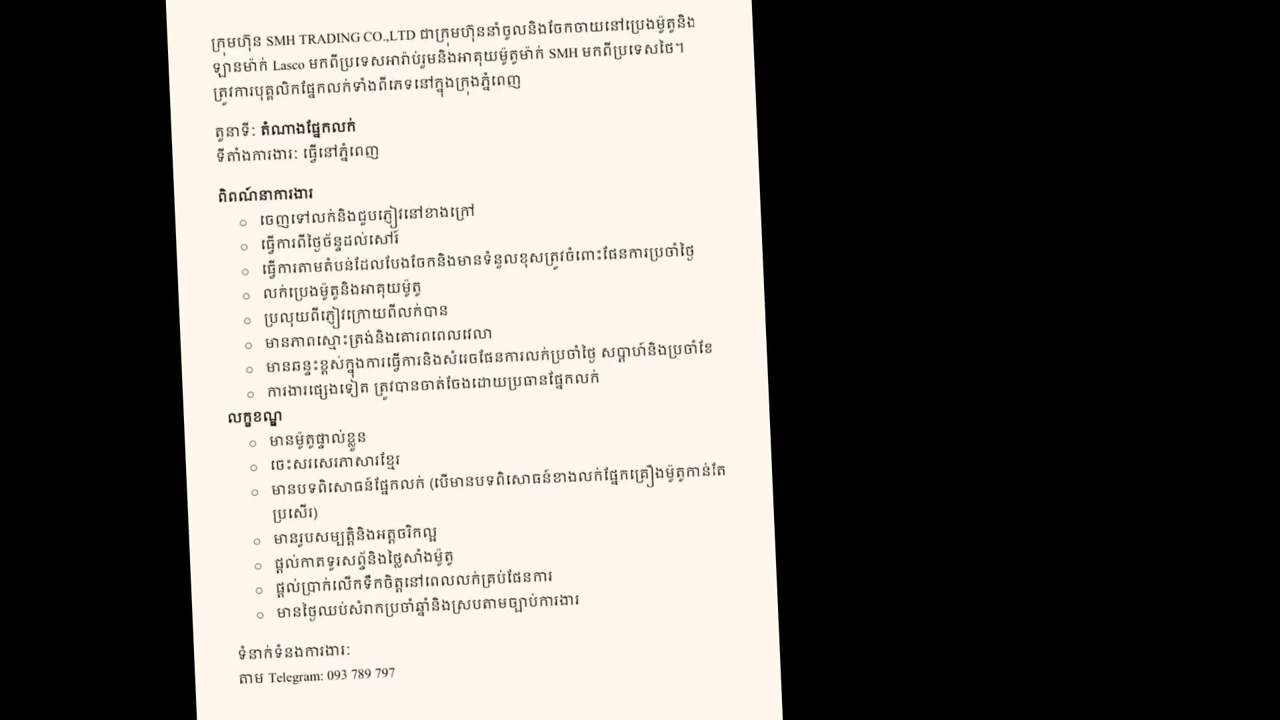 ក្រុមហ៊ុន SMH TRADING CO.,LTD ជាក្រុមហ៊ុននាំចូលនិងចែកចាយនៅប្រេងម៉ូតូនិង
ឡានម៉ាក់ Lasco មកពីប្រទេសអារ៉ាប់រួមនិងអាគុយម៉ូតូម៉ាក់ SMH មកពីប្រទេសថៃ។
ត្រូវការបុគ្គលិកផ្នែកលក់ទាំងពីភេទនៅក្នុងក្រុងភ្នំពេញ
តួនាទី: តំណាងផ្នែកលក់
ទីតាំងការងារ: ធ្វើនៅភ្នំពេញ
ពិពណ៍នាការងារ
○ ចេញទៅលក់និងជួបភ្ញៀវនៅខាងក្រៅ
○ ធ្វើការពីថ្ងៃច័ន្ទដល់សៅរ៍
○ ធ្វើការតាមតំបន់ដែលបែងចែកនិងមានទំនួលខុសត្រូវចំពោះផែនការប្រចាំថ្ងៃ
○ លក់ប្រេងម៉ូតូនិងអាគុយម៉ូតូ
○ ប្រលុយពីភ្ញៀវក្រោយពីលក់បាន
○ មានភាពស្មោះត្រង់និងគោរពពេលវេលា
○ មានឆន្ទះខ្ពស់ក្នុងការធ្វើការនិងសំរេចផែនការលក់ប្រចាំថ្ងៃ សប្តាហ៍និងប្រចាំខែ
○ ការងារផ្សេងទៀត ត្រូវបានចាត់ចែងដោយប្រធានផ្នែកលក់
លក្ខខណ្ឌ
○ មានម៉ូតូផ្ទាល់ខ្លួន
○ ចេះសរសេរភាសារខ្មែរ
○ មានបទពិសោធន៍ផ្នែកលក់ (បើមានបទពិសោធន៍ខាងលក់ផ្នែកគ្រឿងម៉ូតូកាន់តែ
ប្រសើរ)
○ មានរូបសម្បត្តិនិងអត្តចរិកល្អ
○ ផ្តល់កាតទូរសព្ទ័និងថ្លៃសាំងម៉ូតូ
○ ផ្តល់ប្រាក់លើកទឹកចិត្តនៅពេលលក់គ្រប់ផែនការ
○ មានថ្ងៃឈប់សំរាកប្រចាំឆ្នាំនិងស្របតាមច្បាប់ការងារ
ទំនាក់ទំនងការងារ:
តាម Telegram: 093 789 797